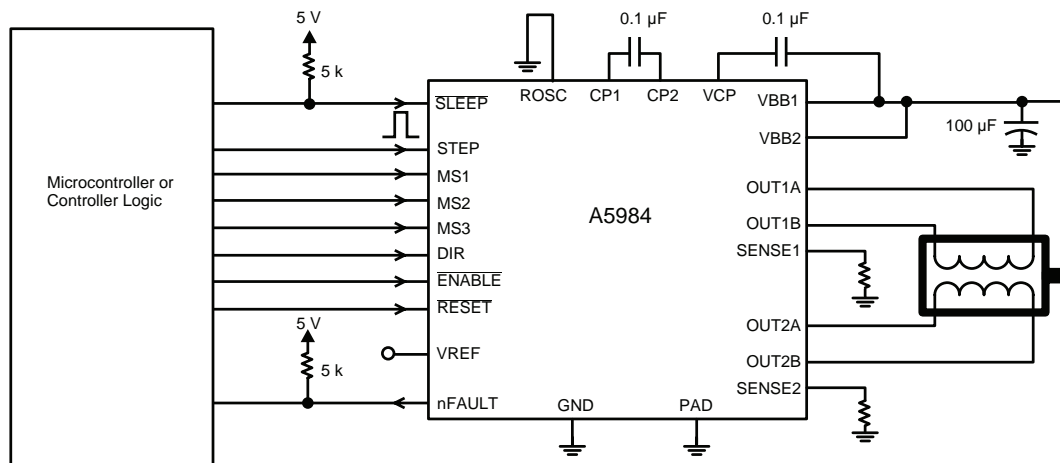 5 V
0.1 µF
0.1 µF
5 k
SLEEP
ROSC
CP1
CP2
VCP
VBB1
100 µF
VBB2
STEP
Microcontroller or
Controller Logic
MS1
MS2
MS3
DIR
ENABLE
RESET
A5984
OUT1A
OUT1B
SENSE1
5 V
5 k
VREF
nFAULT
OUT2A
OUT2B
SENSE2
GND
PAD